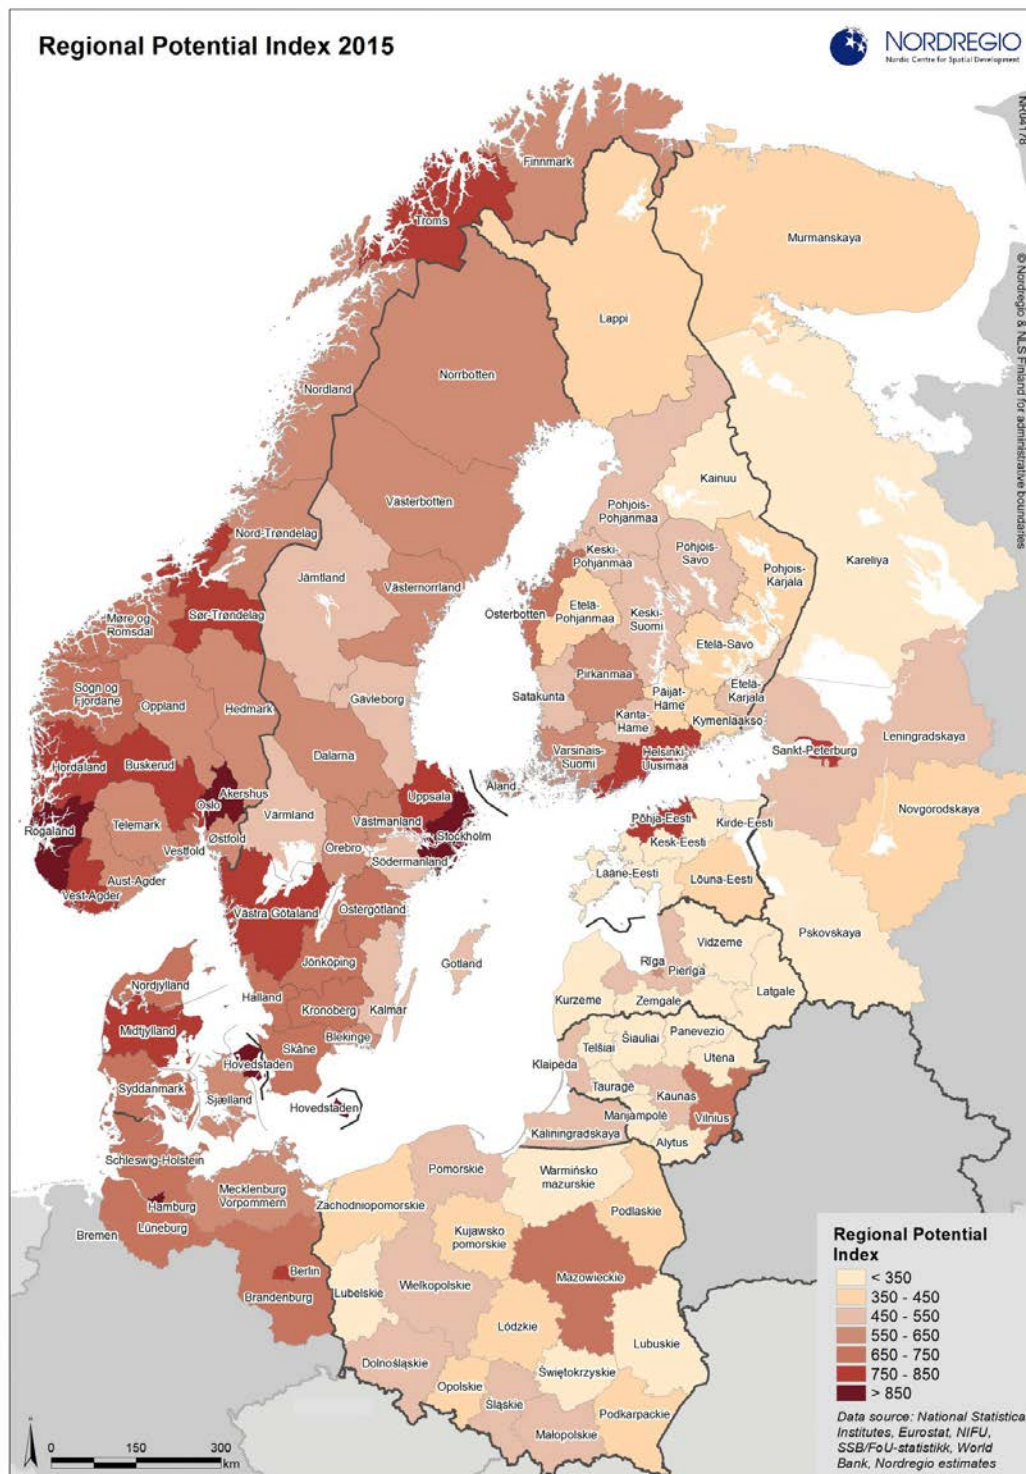 Regional Potential Index 2015
NORDREGIO
Nordic Centre for Spatial Development
NR04178
© Nordregio & NLS Finland for administrative boundaries
Finnmark
Troms
Murmanskaya
Lappi
Norrbotten
Nordland
Kainuu
Västerbotten
Pohjois-
Pohjanmaa
Nord-Trøndelag
Keski-
Pohjanmaa
Pohjois-
Savo
Pohjois-
Karjala
Kareliya
Jämtland
Västernorrland
Österbotten
Etelä-
Pohjanmaa
Keski-
Suomi
Sør-Trøndelag
Møre og
Romsdal
Etelä-Savo
Pirkanmaa
Sogn og
Fjordane
Oppland
Hedmark
Gävleborg
Satakunta
Päijät-
Häme
Etelä-
Karjala
Kanta-
Häme
Kymenlaakso
Leningradskaya
Dalarna
Varsinais-
Suomi
Helsinki-
Uusimaa
Sankt-Peterburg
Hordaland
Buskerud
Akershus
Oslo
Uppsala
Åland
Rogaland
Telemark
Østfold
Vestfold
Värmland
Västmanland
Stockholm
Örebro
Södermanland
Põhja-Eesti
Kirde-Eesti
Kesk-Eesti
Novgorodskaya
Lääne-Eesti
Lõuna-Eesti
Aust-Agder
Vest-Agder
Västra Götaland
Östergötland
Pskovskaya
Jönköping
Gotland
Vidzeme
Rīga
Pierīga
Nordjylland
Halland
Kronoberg
Kalmar
Kurzeme
Zemgale
Latgale
Midtjylland
Blekinge
Skåne
Panevezio
Šiauliai
Telšiai
Utena
Klaipėda
Hovedstaden
Syddanmark
Sjælland
Tauragė
Kaunas
Hovedstaden
Vilnius
Marijampolė
Kaliningradskaya
Alytus
Schleswig-Holstein
Pomorskie
Warmińsko
mazurskie
Mecklenburg
Vorpommern
Zachodniopomorskie
Hamburg
Podlaskie
Lüneburg
Bremen
Kujawsko
pomorskie
Berlin
Brandenburg
Lubelskie
Wielkopolskie
Mazowieckie
Lódzkie
Lubuskie
Dolnośląskie
Świętokrzyskie
Opolskie
Śląskie
Podkarpackie
Małopolskie
Regional Potential
Index
< 350
350 - 450
450 - 550
550 - 650
650 - 750
750 - 850
> 850
Data source: National Statistical
Institutes, Eurostat, NIFU,
SSB/FoU-statistikk, World
Bank, Nordregio estimates
0 150 300
km